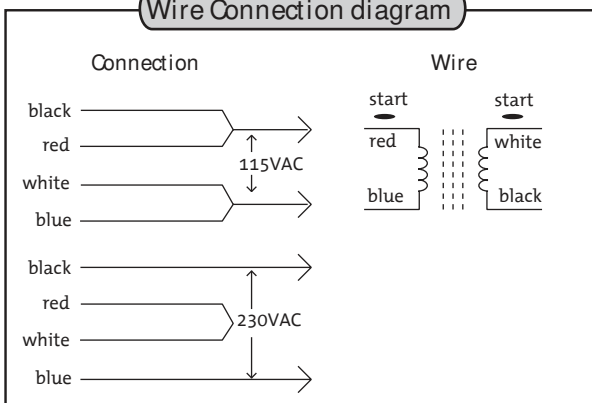 Wire Connection diagram
Connection
Wire
black
red
115VAC
white
blue
black
red
230VAC
white
blue
start
start
red
white
blue
black